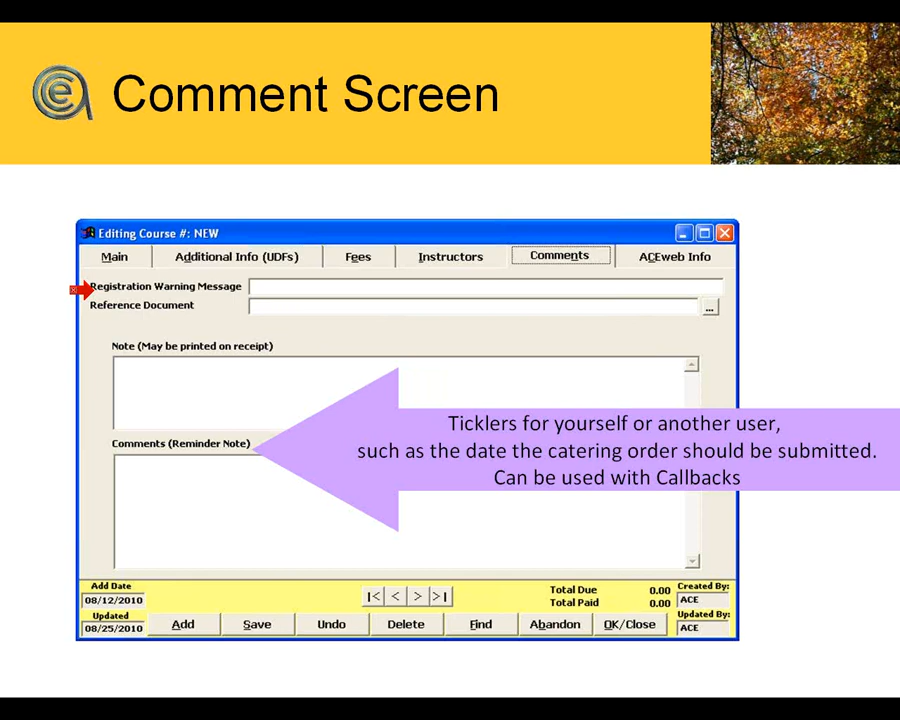 Comment Screen
Editing Course #: NEW
Main Additional Info (UDFs) Fees Instructors Comments ACEweb Info
Registration Warning Message
Reference Document ...
Note (May be printed on receipt)
Ticklers for yourself or another user,
such as the date the catering order should be submitted.
Can be used with Callbacks
Comments (Reminder Note)
Add Date
08/12/2010
Updated
08/25/2010
|< < > >|
Total Due 0.00
Total Paid 0.00
Created By:
ACE
Updated By:
ACE
Add Save Undo Delete Find Abandon OK/Close